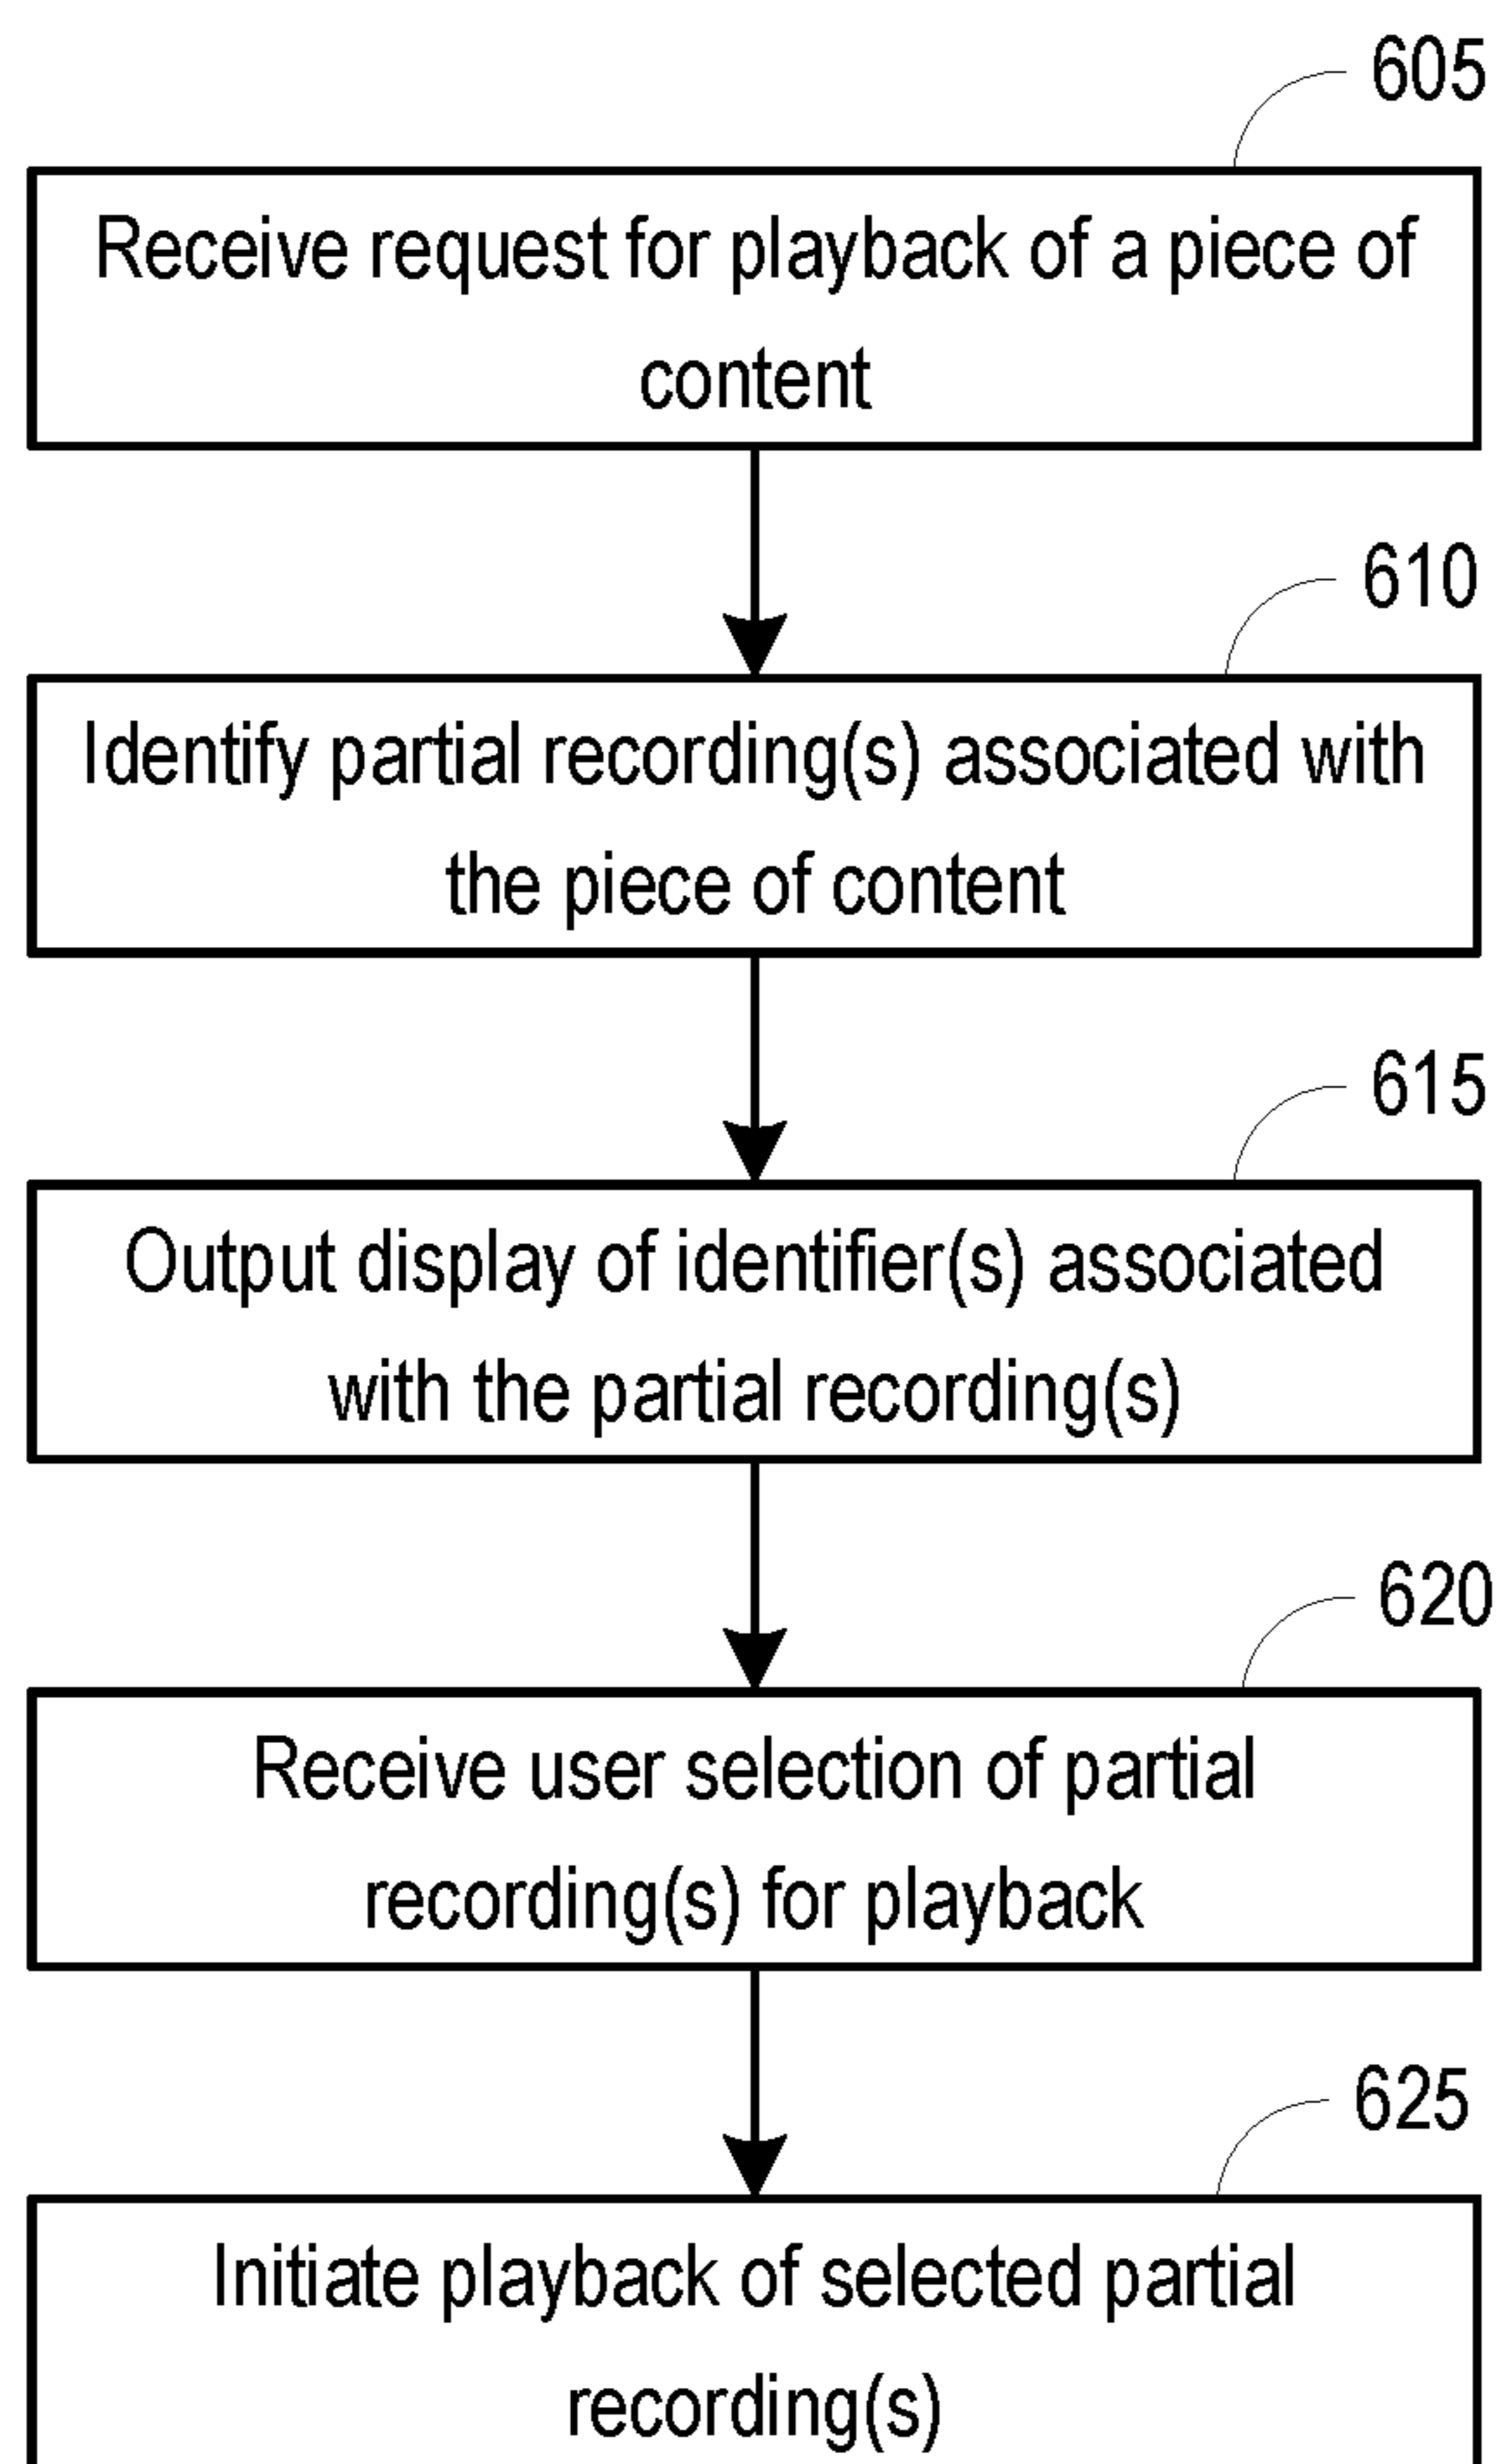 605
Receive request for playback of a piece of
content
610
Identify partial recording(s) associated with
the piece of content
615
Output display of identifier(s) associated
with the partial recording(s)
620
Receive user selection of partial
recording(s) for playback
625
Initiate playback of selected partial
recording(s)